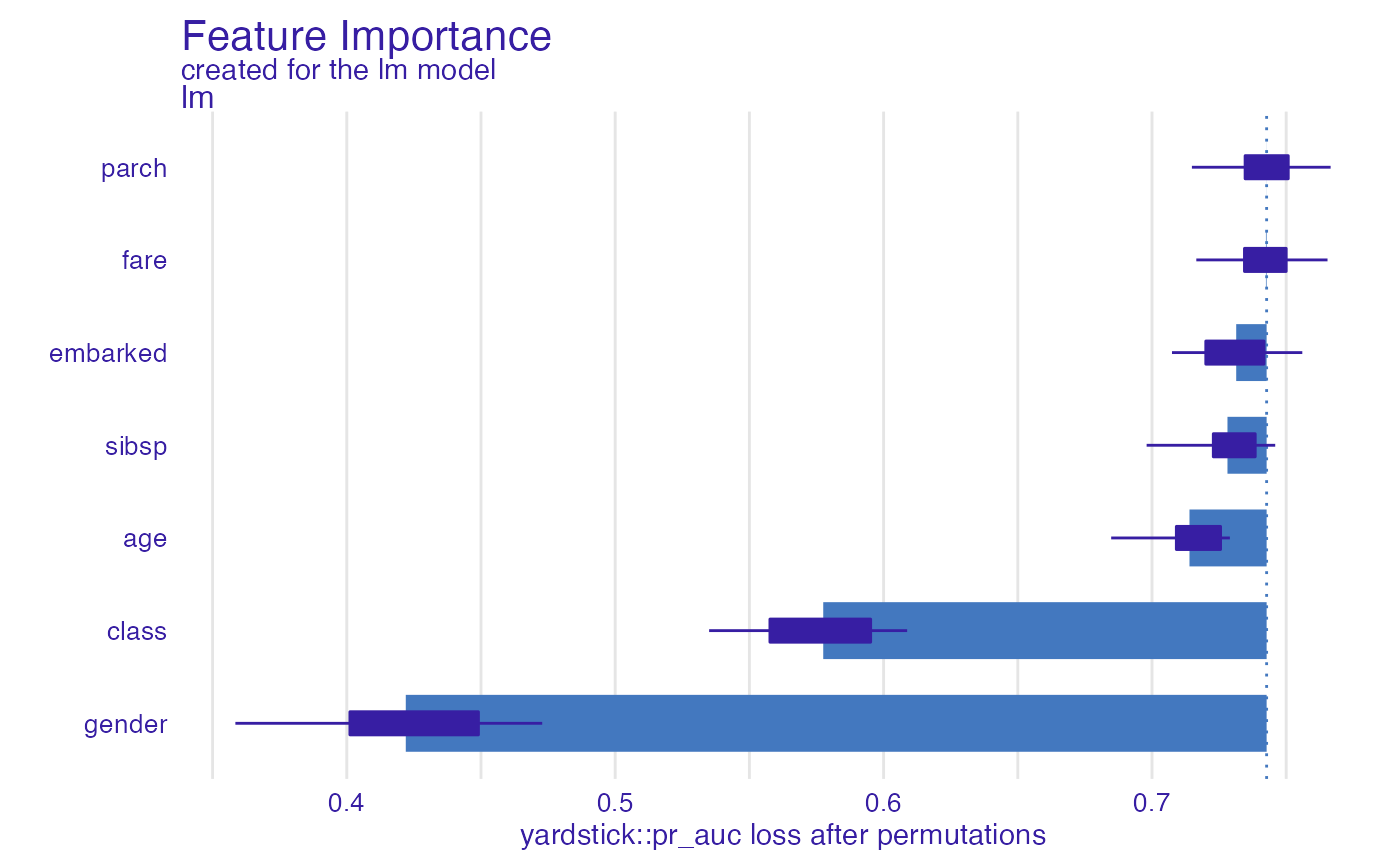 Feature Importance
created for the lm model
lm
parch
fare
embarked
sibsp
age
class
gender
0.4 0.5 0.6 0.7
yardstick::pr_auc loss after permutations